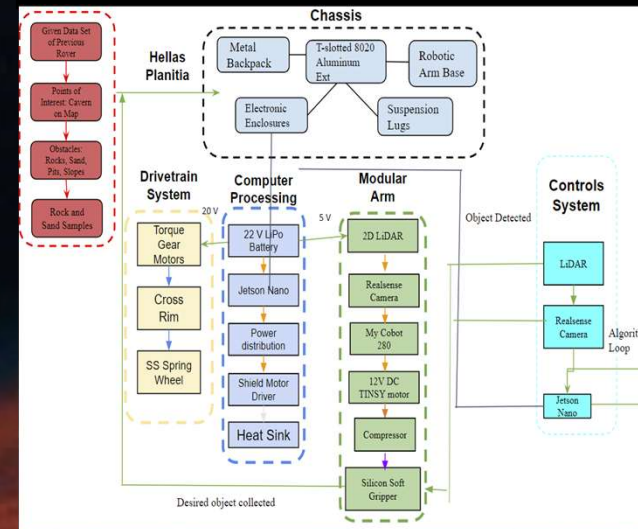 Chassis
Given Data Set
of Previous
Rover
Points of
Interest: Cavern
on Map
Obstacles:
Rocks, Sand,
Pits, Slopes
Rock and
Sand Samples
Hellas
Planitia
Metal
Backpack
T-slotted 8020
Aluminum
Ext
Robotic
Arm Base
Electronic
Enclosures
Suspension
Lugs
Drivetrain
System
20 V
Torque
Gear
Motors
Cross
Rim
SS Spring
Wheel
Computer
Processing
5 V
22 V LiPo
Battery
Jetson Nano
Power
distribution
Shield Motor
Driver
Heat Sink
Modular
Arm
2D LiDAR
Realsense
Camera
My Cobot
280
12V DC
TINSY motor
Compressor
Silicon Soft
Gripper
Desired object collected
Object Detected
Controls
System
LiDAR
Realsense
Camera
Jetson
Nano
Algorit
Loop